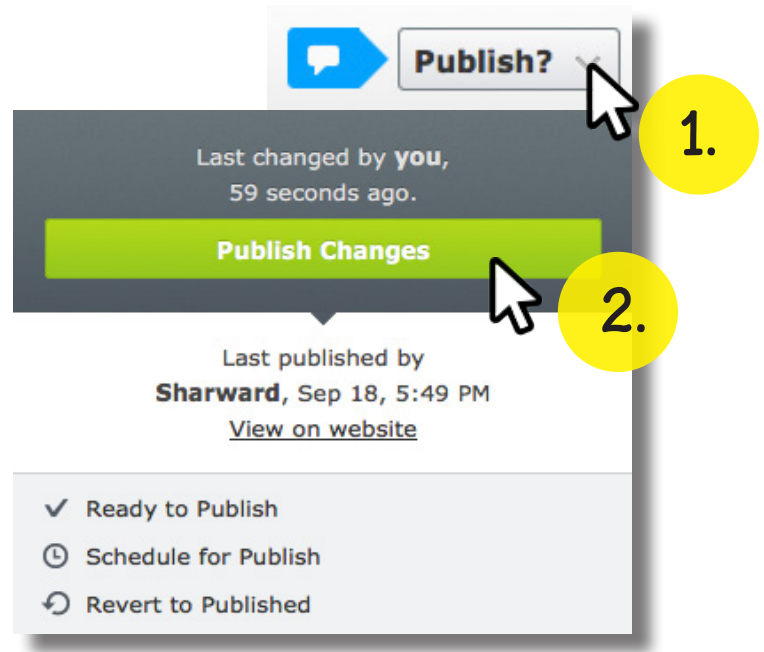 Publish?
1.
Last changed by you,
59 seconds ago.
Publish Changes
2.
Last published by
Sharward, Sep 18, 5:49 PM
View on website
Ready to Publish
Schedule for Publish
Revert to Published